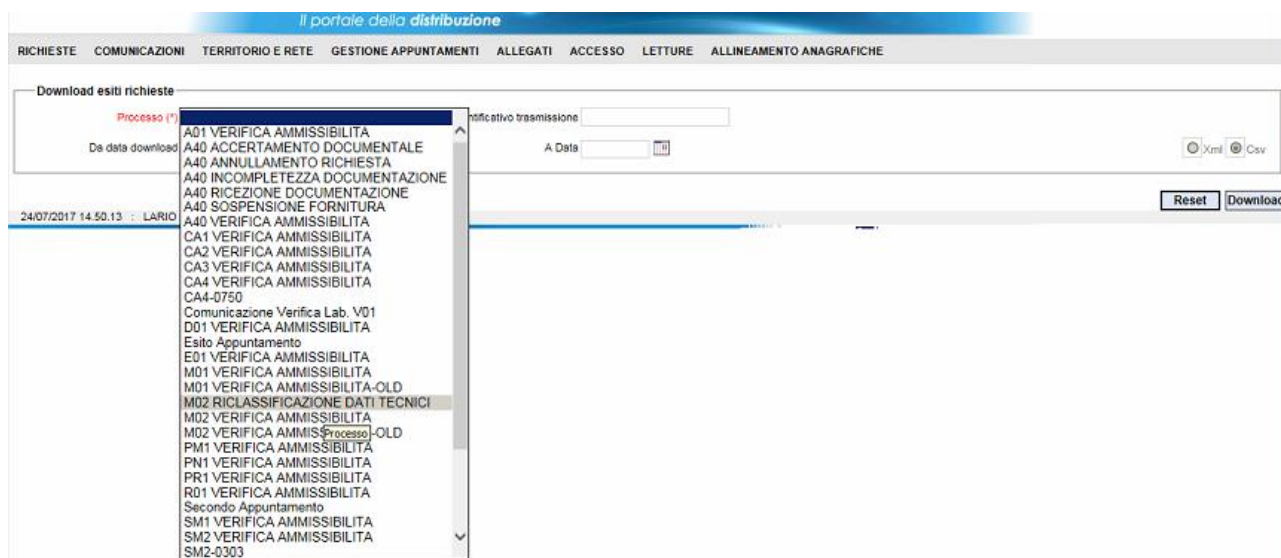 Il portale della distribuzione
RICHIESTE COMUNICAZIONI TERRITORIO E RETE GESTIONE APPUNTAMENTI ALLEGATI ACCESSO LETTURE ALLINEAMENTO ANAGRAFICHE
Download esiti richieste
Processo (*) ntificativo trasmissione
Da data download A Data Xml Csv
A01 VERIFICA AMMISSIBILITA
A40 ACCERTAMENTO DOCUMENTALE
A40 ANNULLAMENTO RICHIESTA
A40 INCOMPLETEZZA DOCUMENTAZIONE
A40 RICEZIONE DOCUMENTAZIONE
A40 SOSPENSIONE FORNITURA
A40 VERIFICA AMMISSIBILITA
CA1 VERIFICA AMMISSIBILITA
CA2 VERIFICA AMMISSIBILITA
CA3 VERIFICA AMMISSIBILITA
CA4 VERIFICA AMMISSIBILITA
CA4-0750
Comunicazione Verifica Lab. V01
D01 VERIFICA AMMISSIBILITA
Esito Appuntamento
E01 VERIFICA AMMISSIBILITA
M01 VERIFICA AMMISSIBILITA
M01 VERIFICA AMMISSIBILITA-OLD
M02 RICLASSIFICAZIONE DATI TECNICI
M02 VERIFICA AMMISSIBILITA
M02 VERIFICA AMMISS Processo -OLD
PM1 VERIFICA AMMISSIBILITA
PN1 VERIFICA AMMISSIBILITA
PR1 VERIFICA AMMISSIBILITA
R01 VERIFICA AMMISSIBILITA
Secondo Appuntamento
SM1 VERIFICA AMMISSIBILITA
SM2 VERIFICA AMMISSIBILITA
SM2-0303
Reset Download
24/07/2017 14.50.13 : LARIO